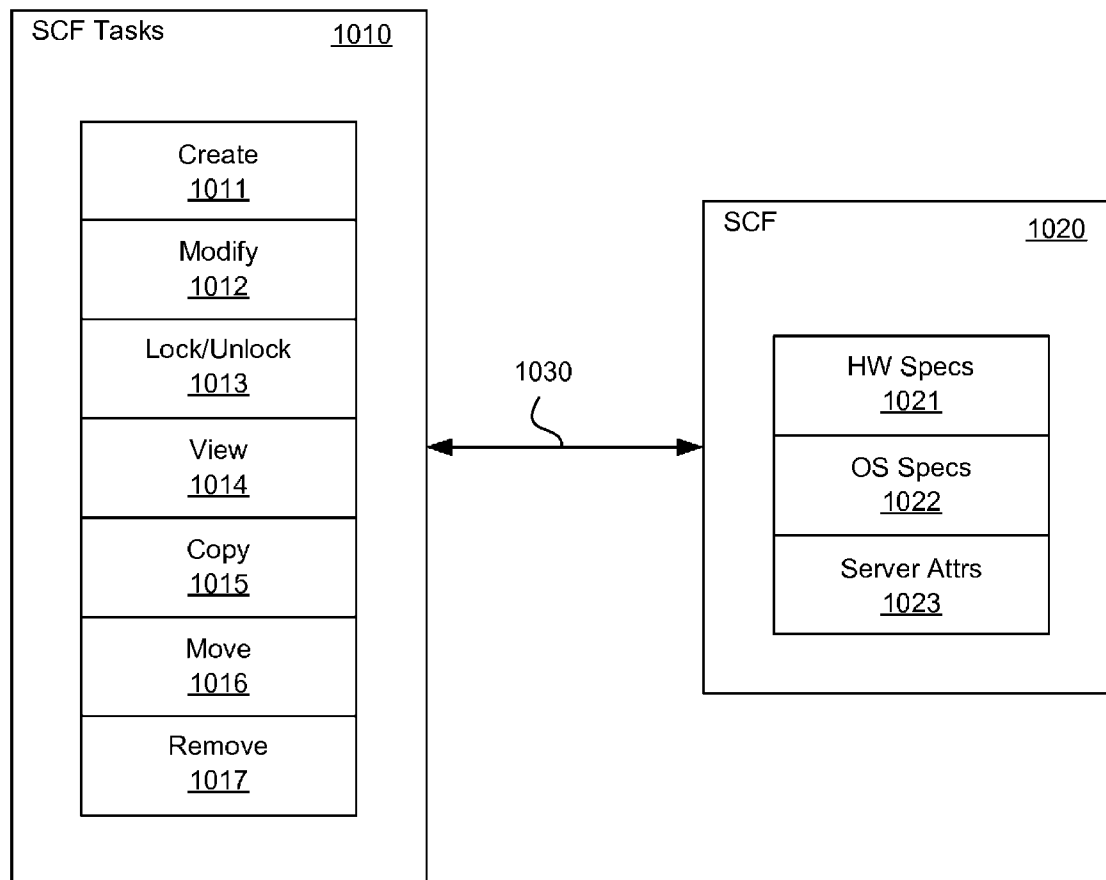 SCF Tasks 1010
Create
1011
Modify
1012
Lock/Unlock
1013
View
1014
Copy
1015
Move
1016
Remove
1017
1030
SCF 1020
HW Specs
1021
OS Specs
1022
Server Attrs
1023